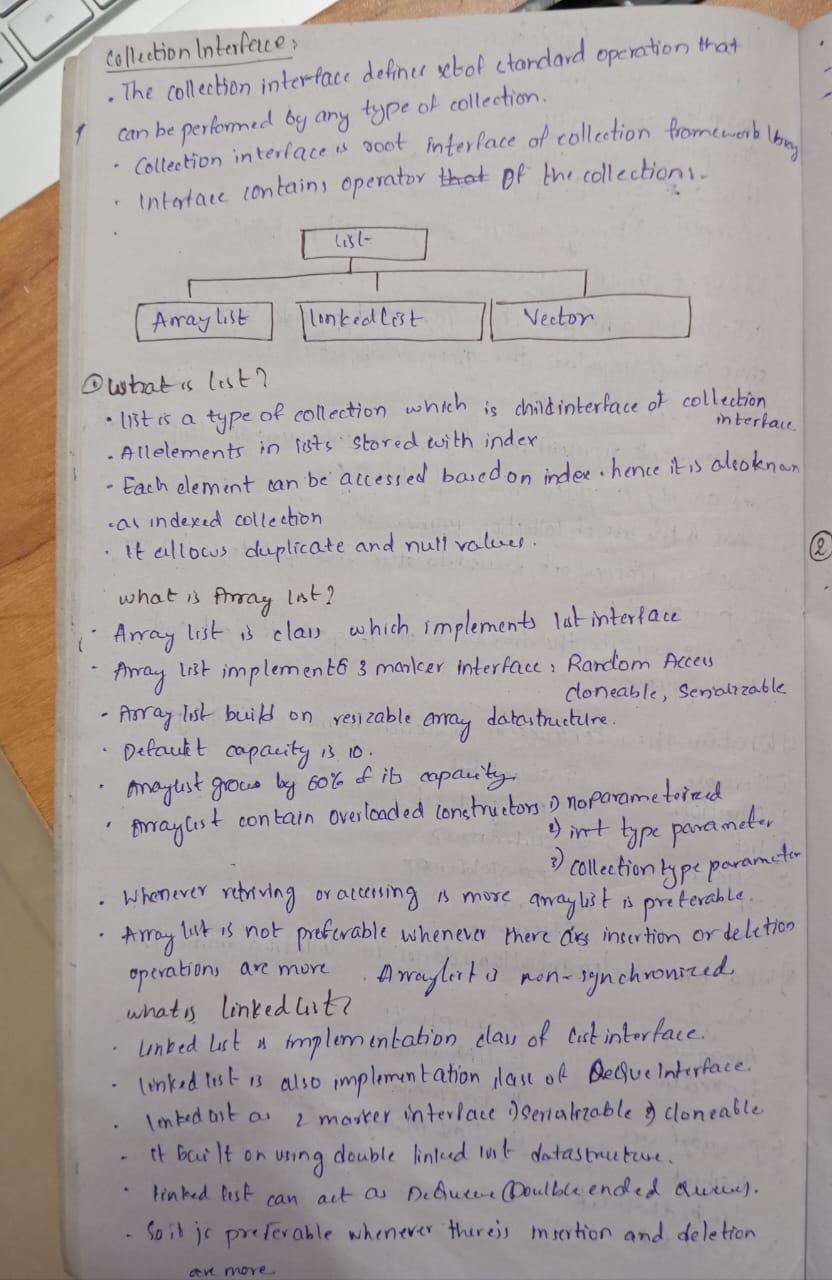 Collection Interface:
. The collection interface defines set of standard operation that
can be performed by any type of collection.
. Collection interface is root interface of collection framework library
. Interface contains operator that of the collections.
.
List
Array list
linked list
Vector
① what is list?
. list is a type of collection which is child interface of collection
interface
. All elements in lists stored with index
. Each element can be accessed based on index. hence it is also known
. as indexed collection
. It allows duplicate and null values.
②
what is Array list?
. Array list is class which implements list interface
- Array list implements 3 marker interface: Random Access
cloneable, Serializable
- Array list build on resizable array datastructure.
. Default capacity is 10.
. Arraylist grows by 60% of its capacity.
. Arraylist contain overloaded constructors 1) noparameterized
2) int type parameter
3) collection type parameter
. Whenever retriving or accessing is more arraylist is preferable.
. Array list is not preferable whenever there are insertion or deletion
operations are more . Arraylist is non-synchronized.
what is linked list?
. Linked list is implementation class of list interface.
. linked list is also implementation class of DeQue Interface.
. linked list as 2 marker interface 1) serializable 2) cloneable
- it built on using double linked list datastructure.
. linked list can act as DeQueue (Doulble ended Queue).
- So it is preferable whenever there is insertion and deletion
are more